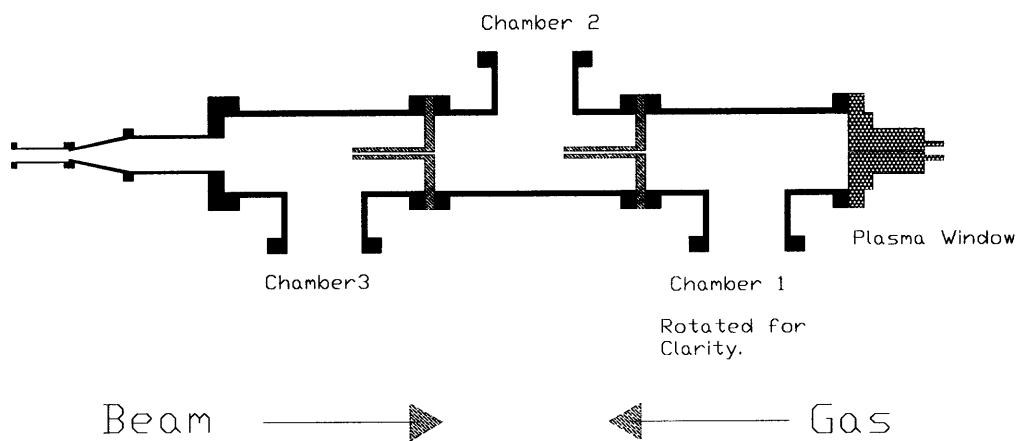 Chamber 2
Plasma Window
Chamber3
Chamber 1
Rotated for
Clarity.
Beam
Gas